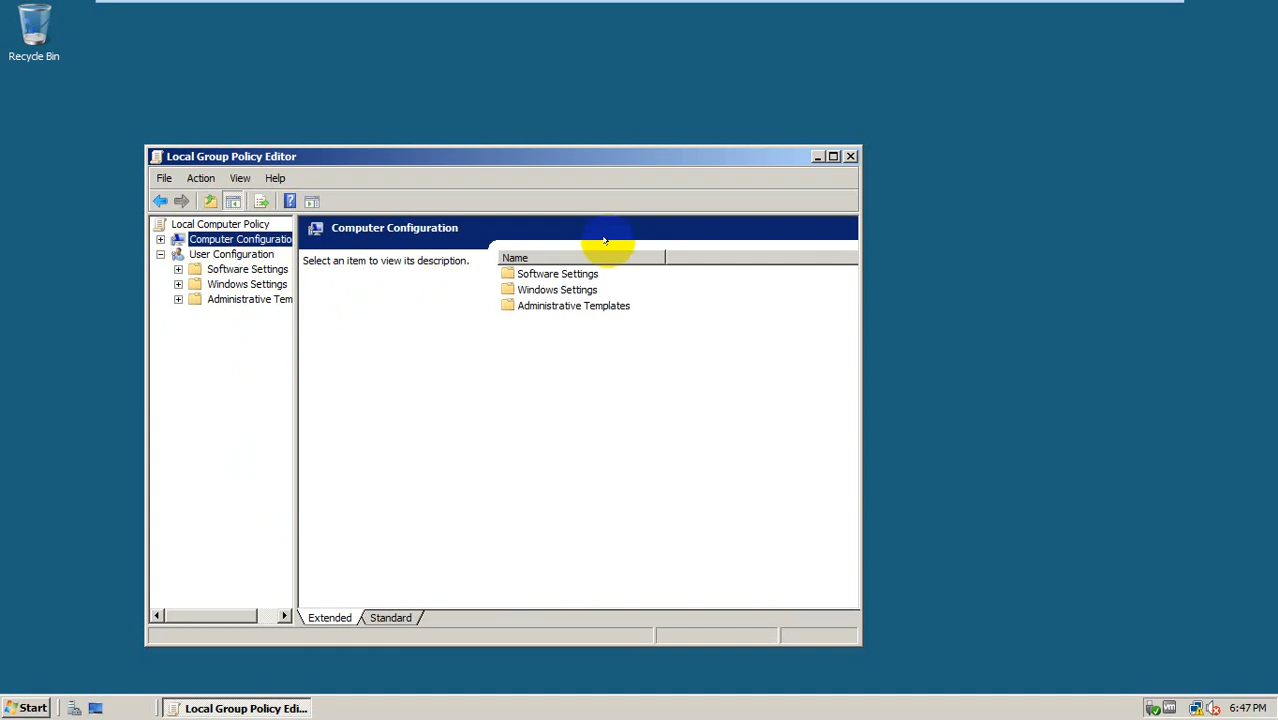 Recycle Bin
Local Group Policy Editor
File Action View Help
Local Computer Policy
Computer Configuratio
User Configuration
Software Settings
Windows Settings
Administrative Tem
Computer Configuration
Select an item to view its description.
Name
Software Settings
Windows Settings
Administrative Templates
Extended Standard
Start
Local Group Policy Edi...
6:47 PM